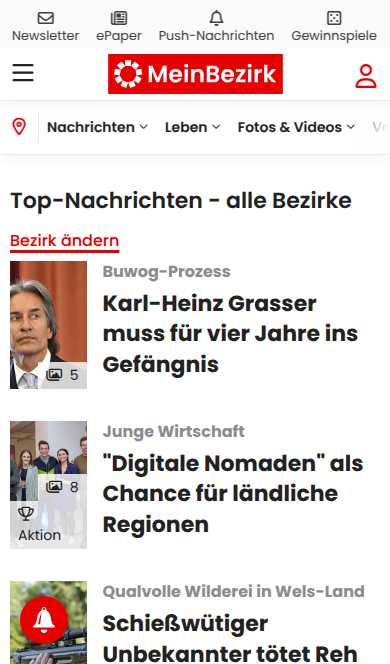 Newsletter ePaper Push-Nachrichten Gewinnspiele
MeinBezirk
Nachrichten Leben Fotos & Videos Ve
Top-Nachrichten - alle Bezirke
Bezirk ändern
Buwog-Prozess
Karl-Heinz Grasser
muss für vier Jahre ins
Gefängnis
5
Junge Wirtschaft
"Digitale Nomaden" als
Chance für ländliche
Regionen
8
Aktion
Qualvolle Wilderei in Wels-Land
Schießwütiger
Unbekannter tötet Reh